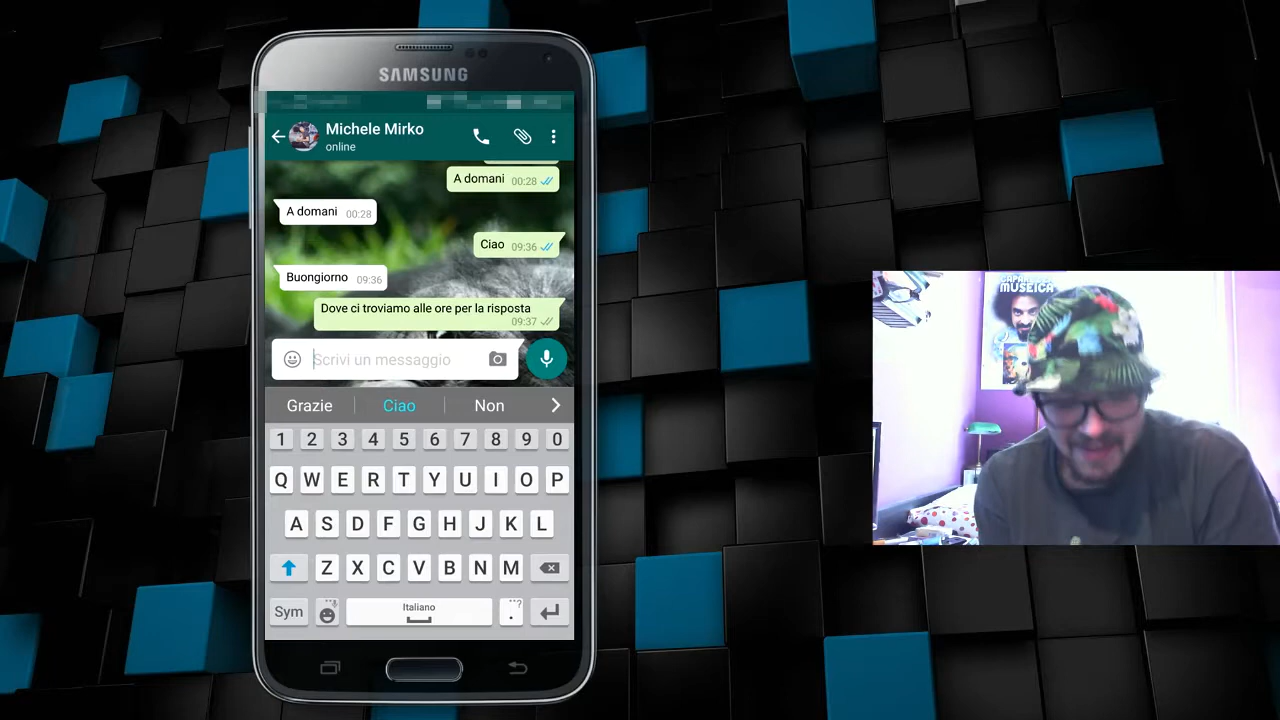 SAMSUNG
Michele Mirko
online
A domani 00:28
A domani 00:28
Ciao 09:36
Buongiorno 09:36
Dove ci troviamo alle ore per la risposta
09:37
Scrivi un messaggio
Grazie Ciao Non
1 2 3 4 5 6 7 8 9 0
Q W E R T Y U I O P
A S D F G H J K L
Z X C V B N M
Sym Italiano . ...?
CAPAREZZA
MUSEICA